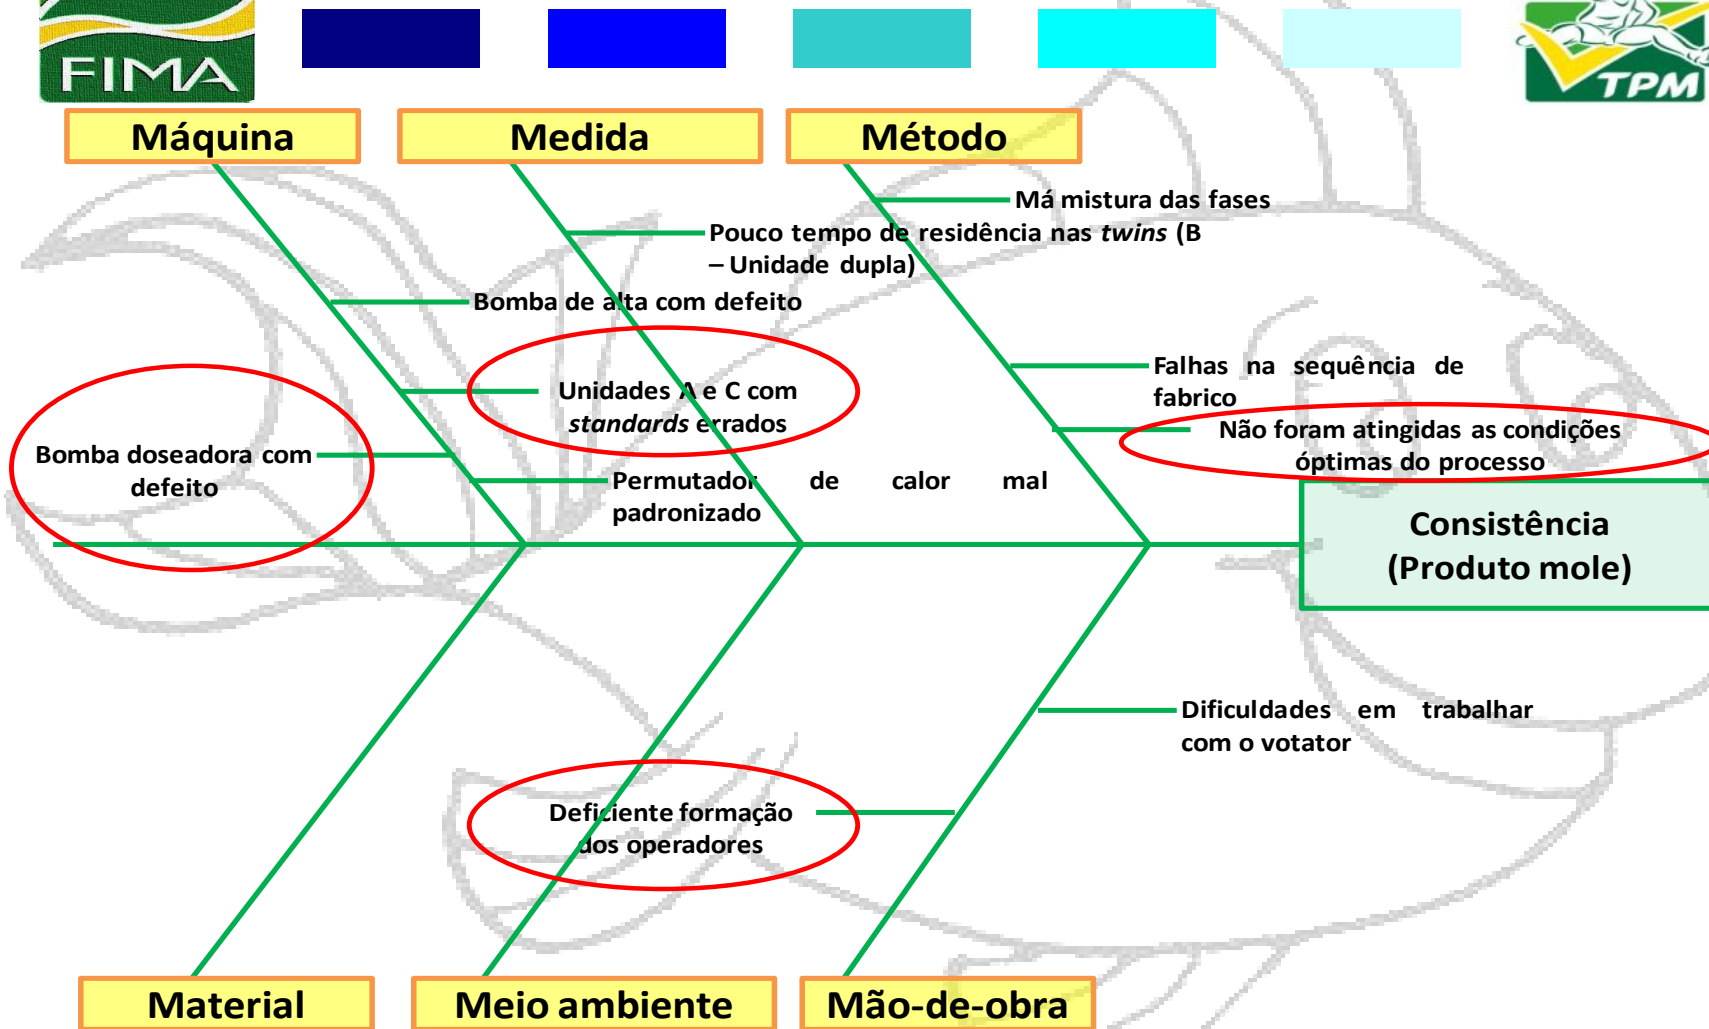 FIMA
TPM
Máquina
Medida
Método
Má mistura das fases
Pouco tempo de residência nas twins (B
– Unidade dupla)
Bomba de alta com defeito
Unidades A e C com
standards errados
Falhas na sequência de
fabrico
Não foram atingidas as condições
óptimas do processo
Bomba doseadora com
defeito
Permutador de calor mal
padronizado
Consistência
(Produto mole)
Dificuldades em trabalhar
com o votator
Deficiente formação
dos operadores
Material
Meio ambiente
Mão-de-obra